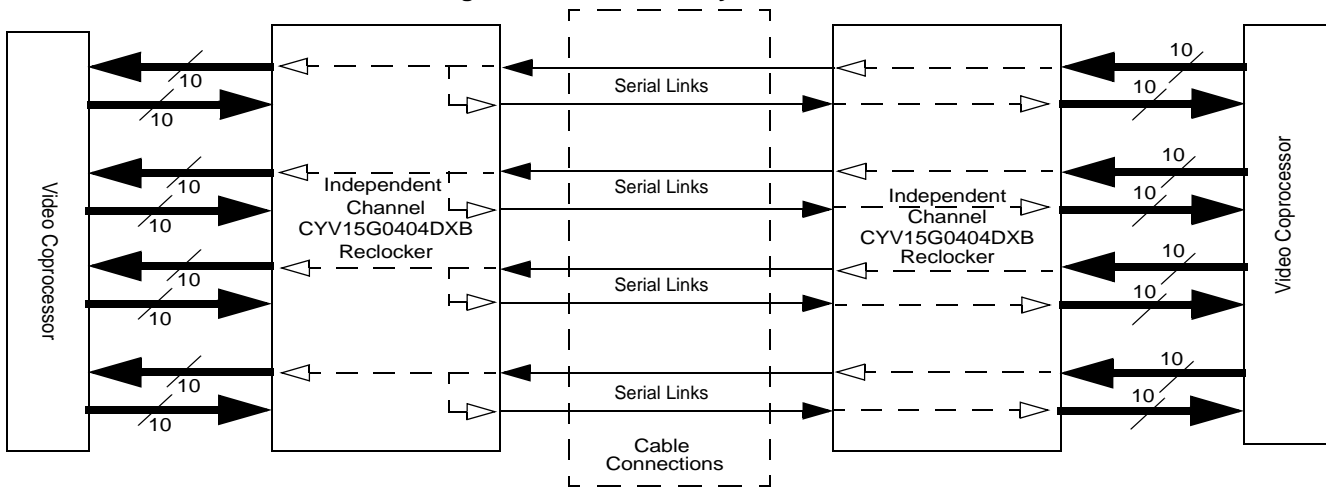 Video Coprocessor
10
10
10
10
10
10
10
10
Independent
Channel
CYV15G0404DXB
Reclocker
Serial Links
Serial Links
Serial Links
Serial Links
Cable
Connections
Independent
Channel
CYV15G0404DXB
Reclocker
10
10
10
10
10
10
10
10
Video Coprocessor